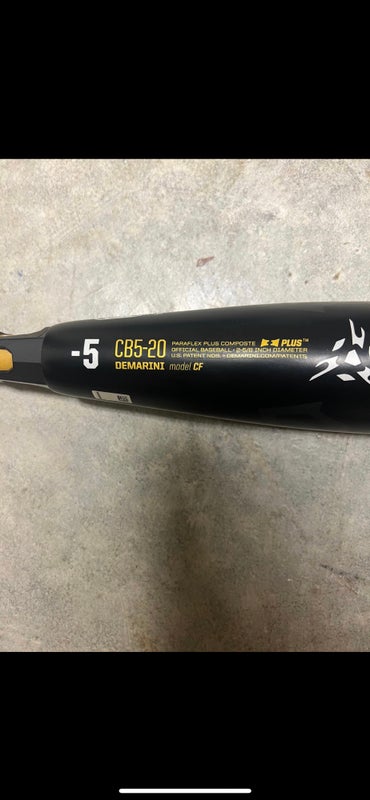 -5
CB5-20
DEMARINI model CF
PARAFLEX PLUS COMPOSITE PLUS™
OFFICIAL BASEBALL • 2-5/8 INCH DIAMETER
U.S. PATENT NOS. • DEMARINI.COM/PATENTS